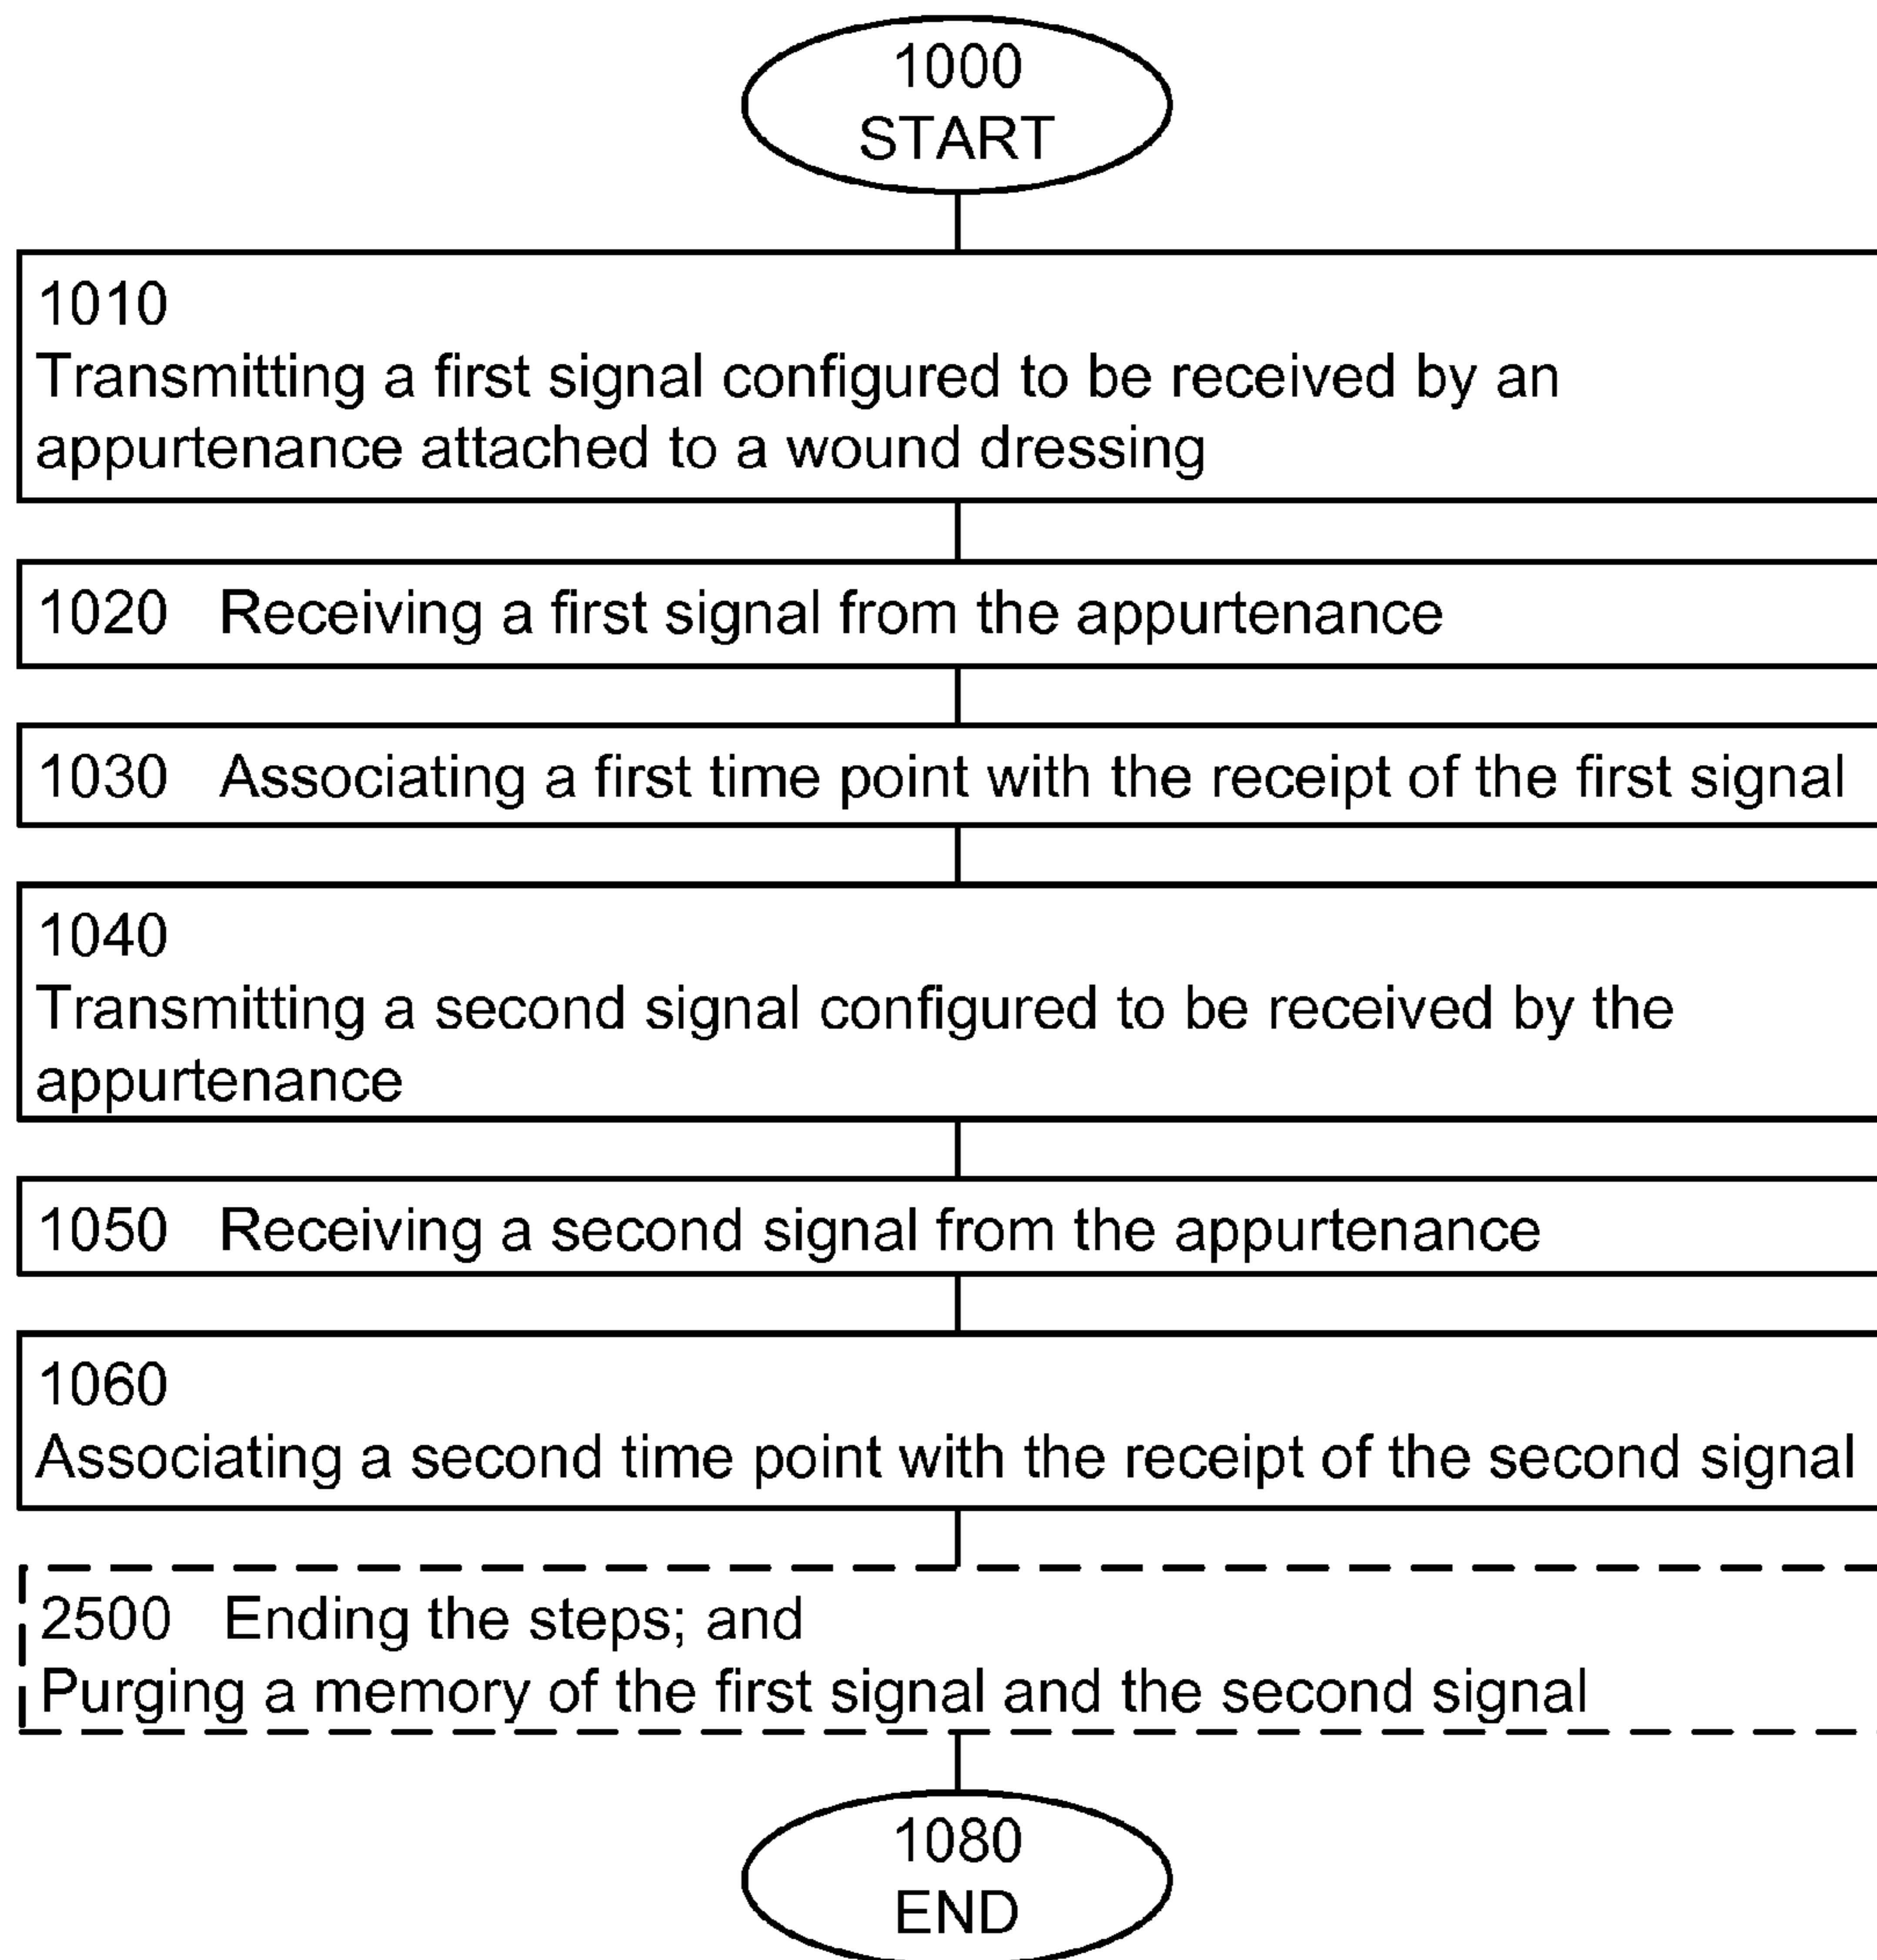 1000
START
1010
Transmitting a first signal configured to be received by an
appurtenance attached to a wound dressing
1020 Receiving a first signal from the appurtenance
1030 Associating a first time point with the receipt of the first signal
1040
Transmitting a second signal configured to be received by the
appurtenance
1050 Receiving a second signal from the appurtenance
1060
Associating a second time point with the receipt of the second signal
2500 Ending the steps; and
Purging a memory of the first signal and the second signal
1080
END